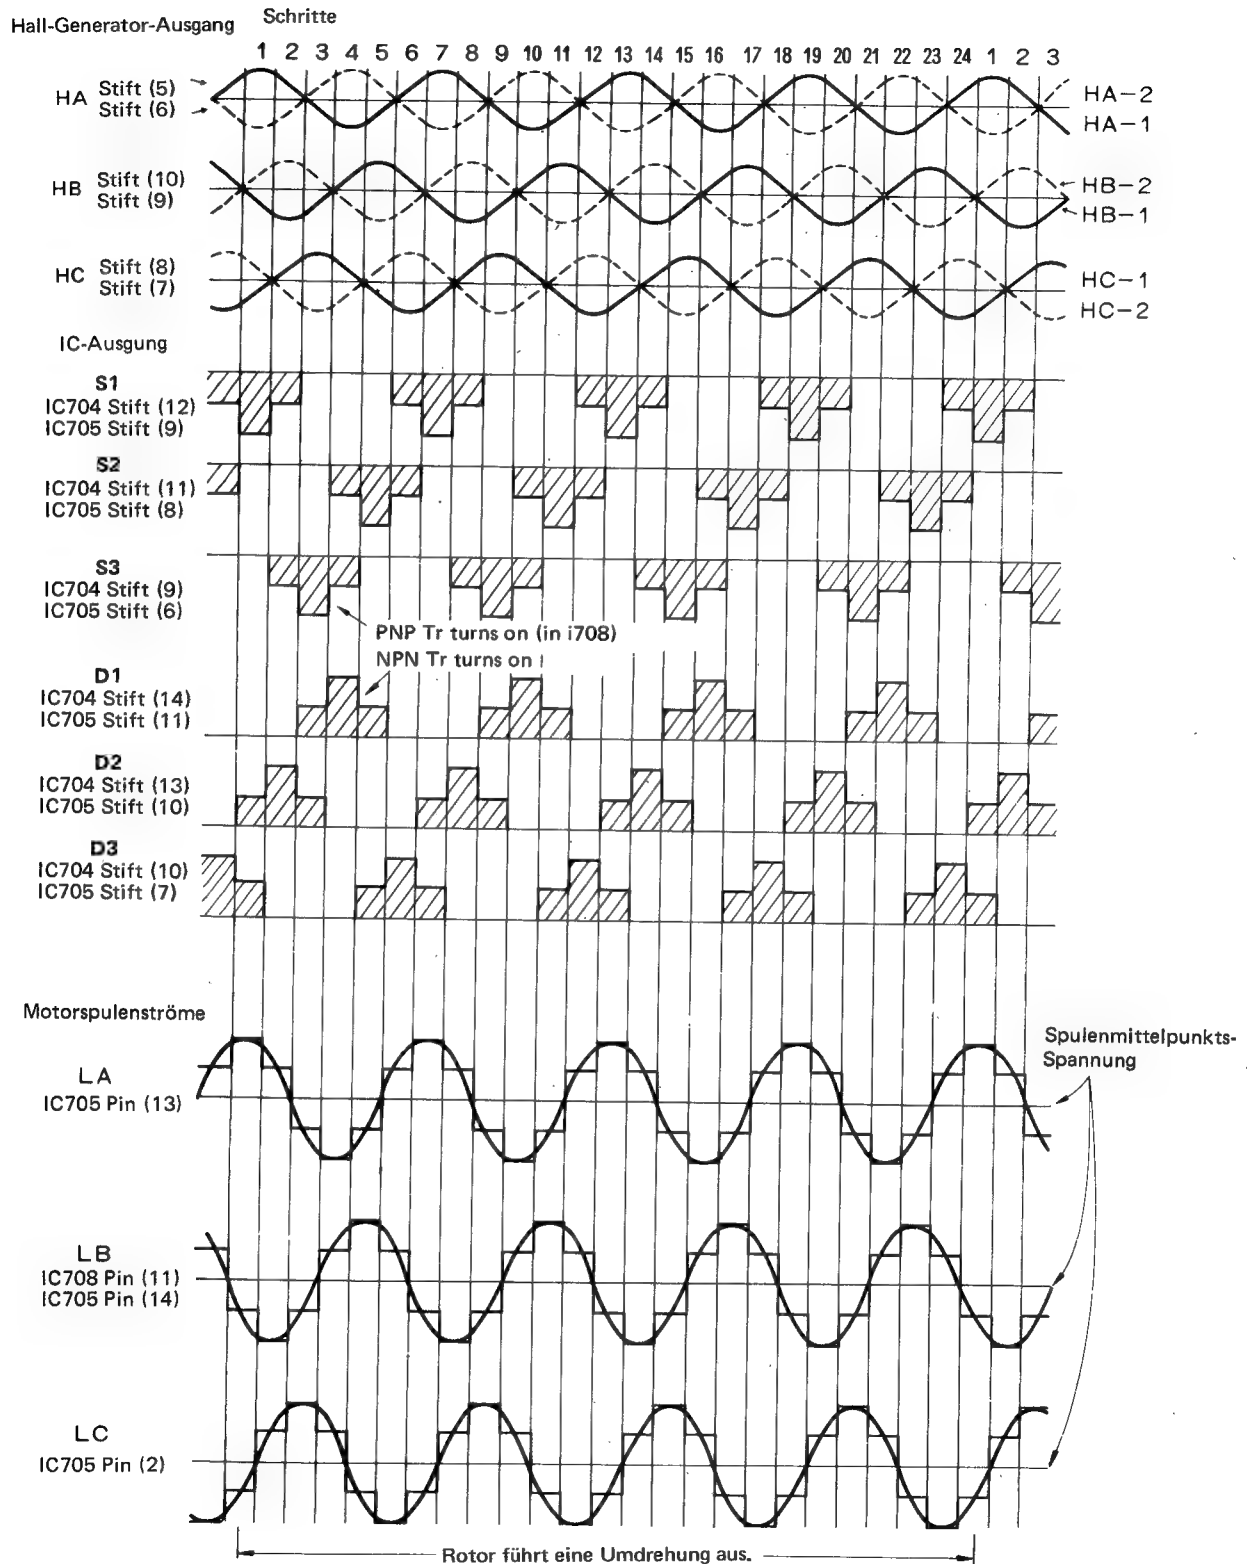 Hall-Generator-Ausgang
Schritte
1 2 3 4 5 6 7 8 9 10 11 12 13 14 15 16 17 18 19 20 21 22 23 24 1 2 3
HA Stift (5)
Stift (6)
HA-2
HA-1
HB Stift (10)
Stift (9)
HB-2
HB-1
HC Stift (8)
Stift (7)
HC-1
HC-2
IC-Ausgung
S1
IC704 Stift (12)
IC705 Stift (9)
S2
IC704 Stift (11)
IC705 Stift (8)
S3
IC704 Stift (9)
IC705 Stift (6)
PNP Tr turns on (in i708)
NPN Tr turns on
D1
IC704 Stift (14)
IC705 Stift (11)
D2
IC704 Stift (13)
IC705 Stift (10)
D3
IC704 Stift (10)
IC705 Stift (7)
Motorspulenströme
Spulenmittelpunkts-
Spannung
LA
IC705 Pin (13)
LB
IC708 Pin (11)
IC705 Pin (14)
LC
IC705 Pin (2)
Rotor führt eine Umdrehung aus.